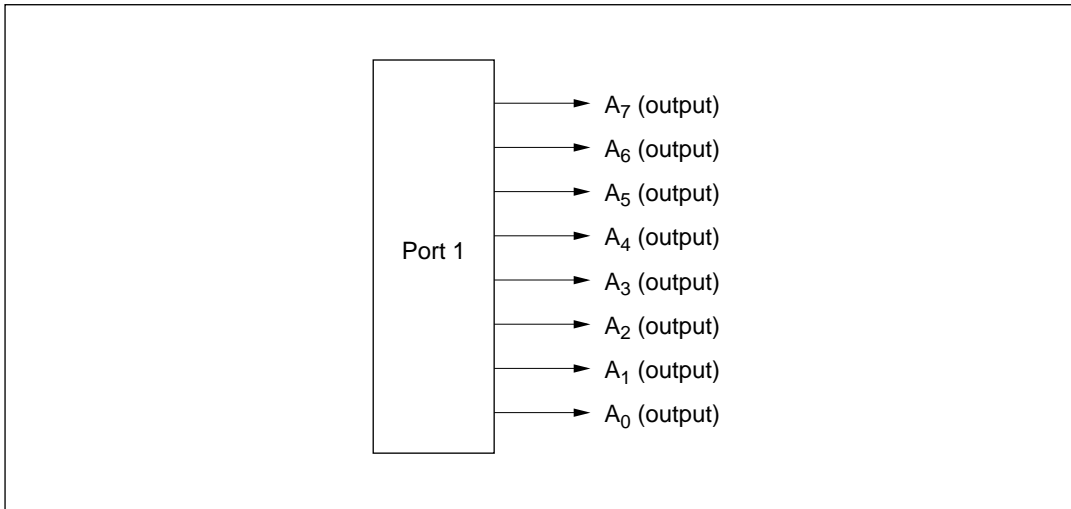 Port 1
A₇ (output)
A₆ (output)
A₅ (output)
A₄ (output)
A₃ (output)
A₂ (output)
A₁ (output)
A₀ (output)